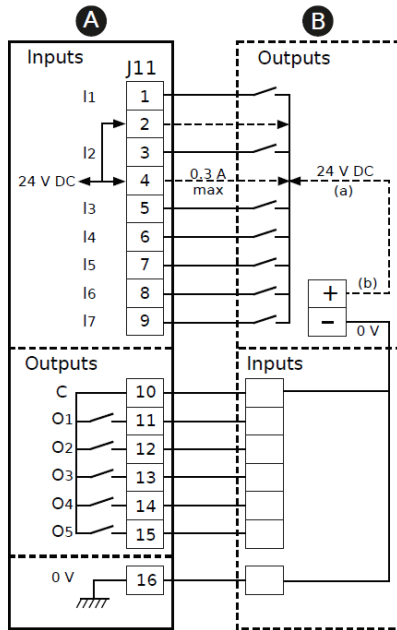 A
B
Inputs
Outputs
J11
I1 1
2
I2 3
24 V DC 4 0,3 A max 24 V DC
(a)
I3 5
I4 6
I5 7
I6 8 + (b)
I7 9 – 0 V
Outputs
Inputs
C 10
O1 11
O2 12
O3 13
O4 14
O5 15
0 V 16